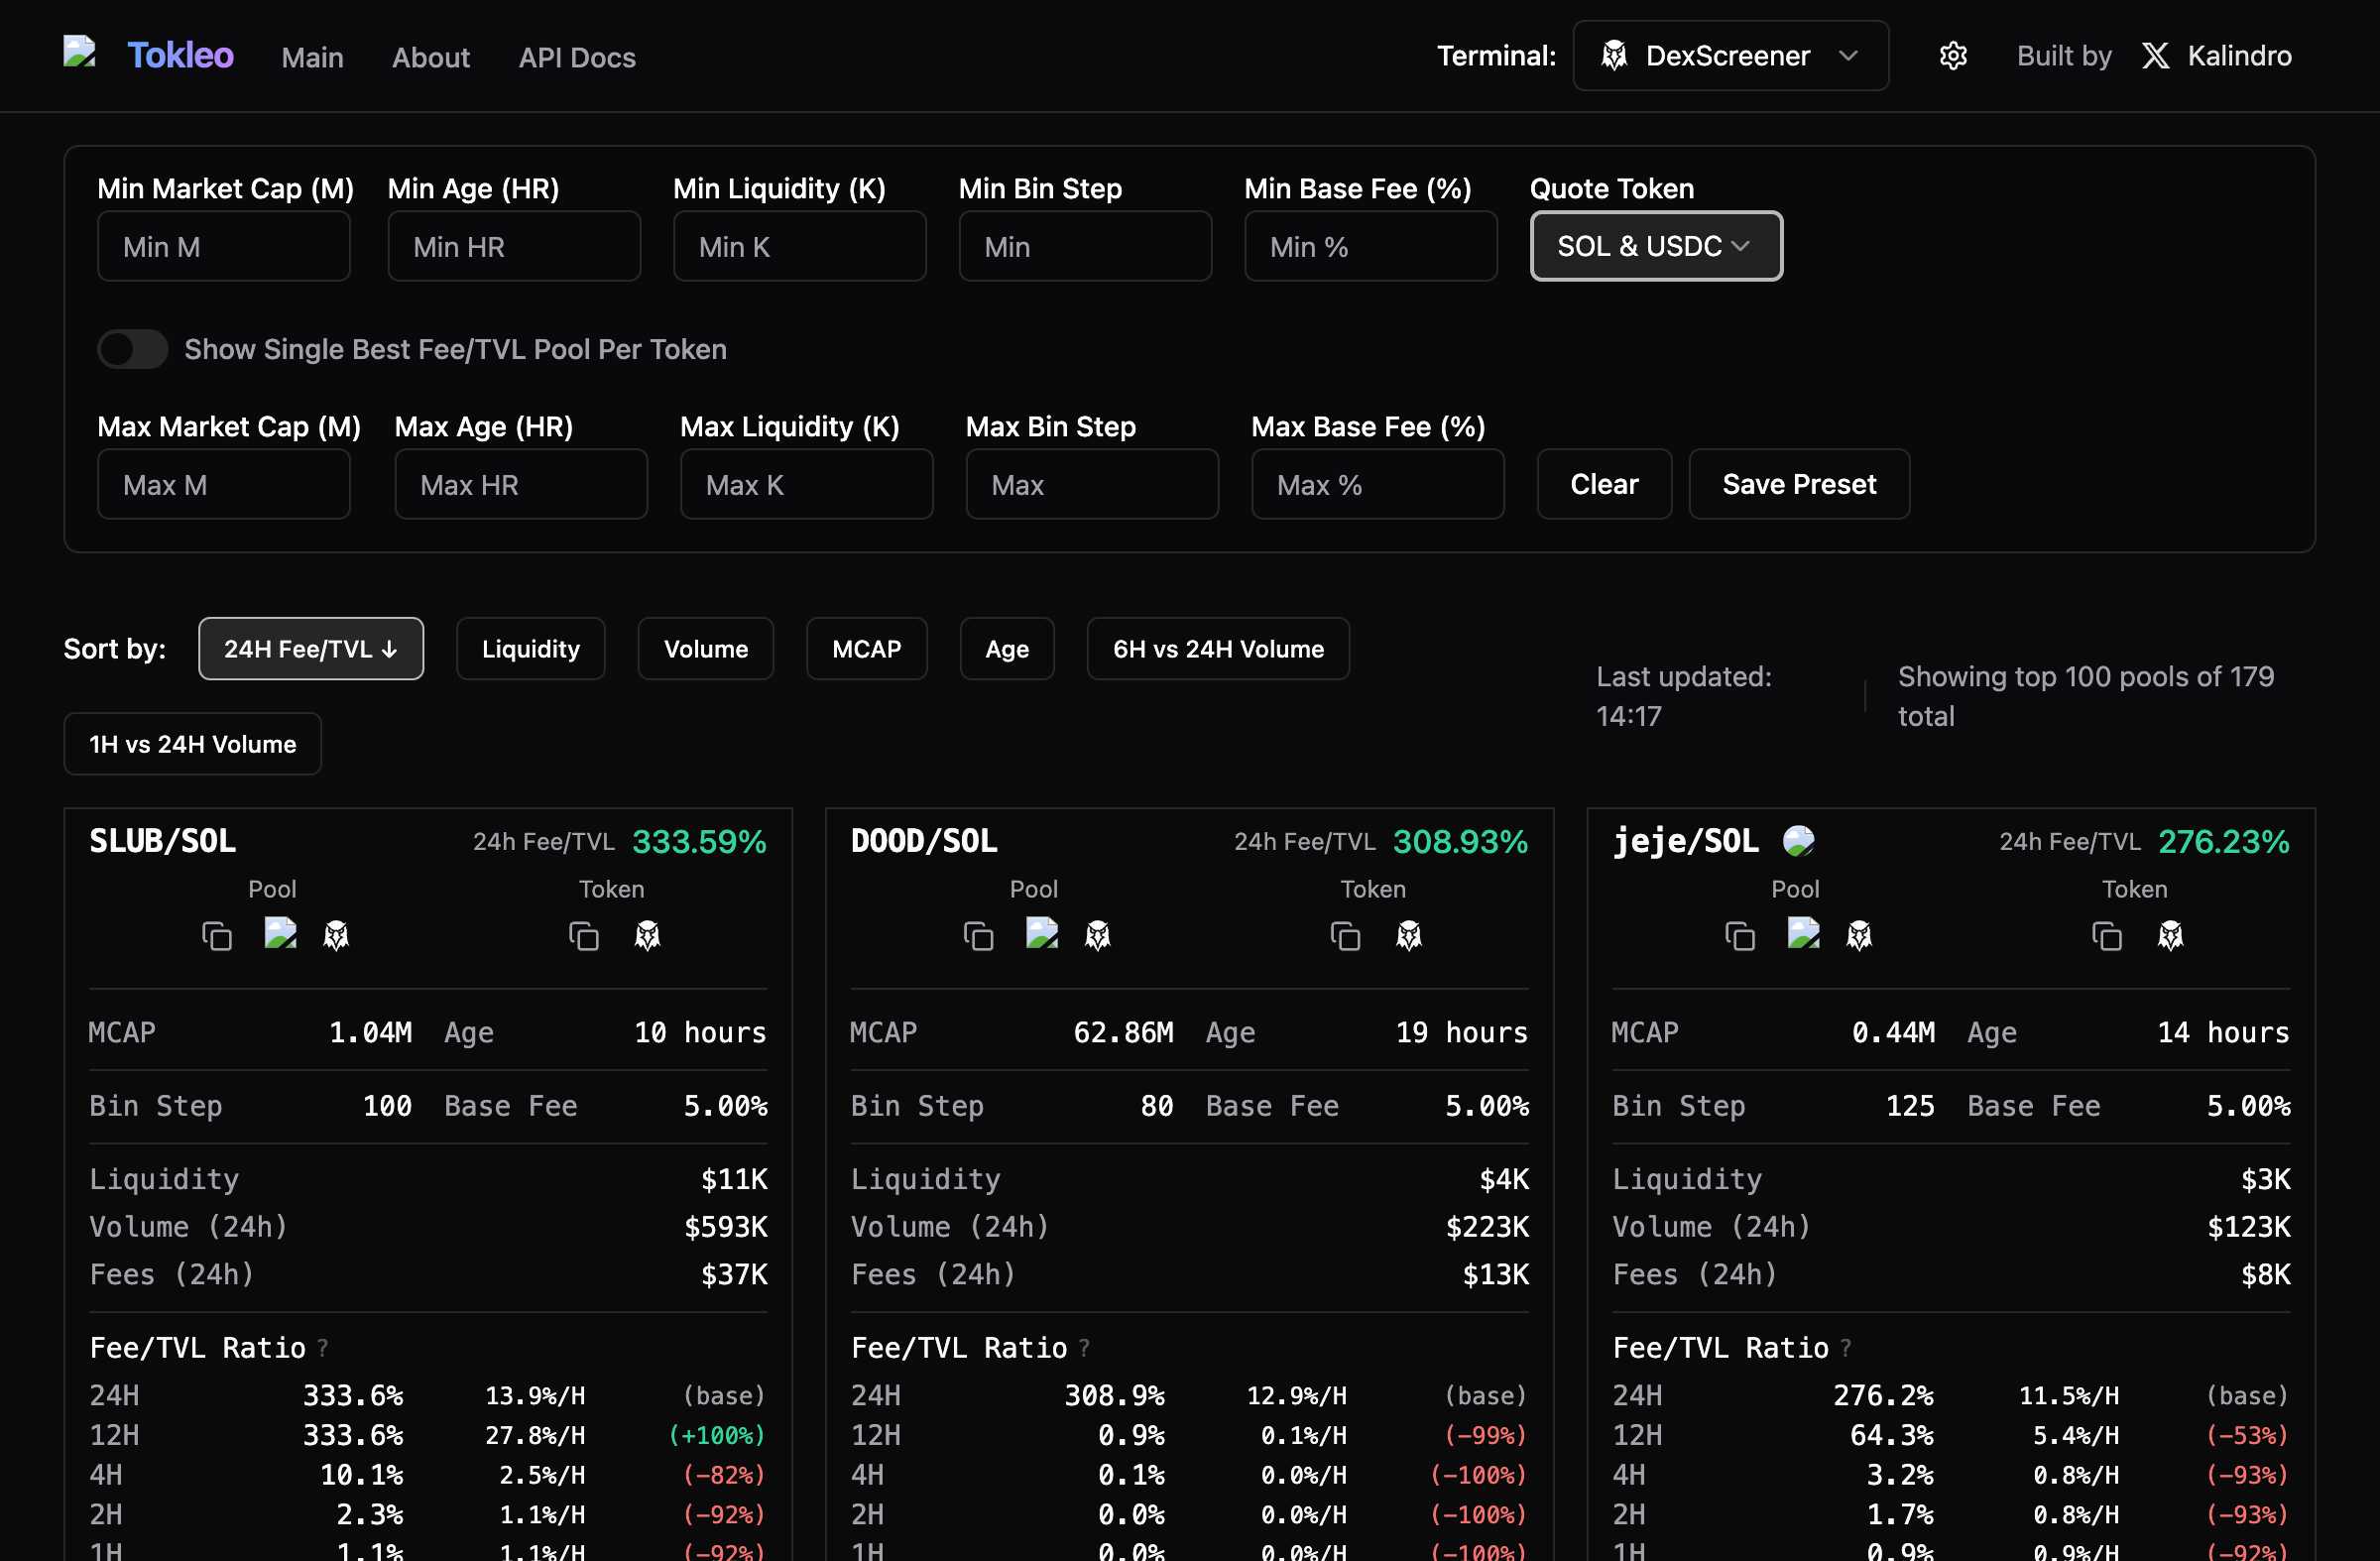 Tokleo Main About API Docs Terminal: DexScreener Built by Kalindro
Min Market Cap (M) Min Age (HR) Min Liquidity (K) Min Bin Step Min Base Fee (%) Quote Token
Min M Min HR Min K Min Min % SOL & USDC
Show Single Best Fee/TVL Pool Per Token
Max Market Cap (M) Max Age (HR) Max Liquidity (K) Max Bin Step Max Base Fee (%)
Max M Max HR Max K Max Max % Clear Save Preset
Sort by: 24H Fee/TVL ↓ Liquidity Volume MCAP Age 6H vs 24H Volume
1H vs 24H Volume
Last updated:
14:17
Showing top 100 pools of 179
total
SLUB/SOL 24h Fee/TVL 333.59%
Pool Token
MCAP 1.04M Age 10 hours
Bin Step 100 Base Fee 5.00%
Liquidity $11K
Volume (24h) $593K
Fees (24h) $37K
Fee/TVL Ratio ?
24H 333.6% 13.9%/H (base)
12H 333.6% 27.8%/H (+100%)
4H 10.1% 2.5%/H (-82%)
2H 2.3% 1.1%/H (-92%)
1H 1.1% 1.1%/H (-92%)
DOOD/SOL 24h Fee/TVL 308.93%
Pool Token
MCAP 62.86M Age 19 hours
Bin Step 80 Base Fee 5.00%
Liquidity $4K
Volume (24h) $223K
Fees (24h) $13K
Fee/TVL Ratio ?
24H 308.9% 12.9%/H (base)
12H 0.9% 0.1%/H (-99%)
4H 0.1% 0.0%/H (-100%)
2H 0.0% 0.0%/H (-100%)
1H 0.0% 0.0%/H (-100%)
jeje/SOL 24h Fee/TVL 276.23%
Pool Token
MCAP 0.44M Age 14 hours
Bin Step 125 Base Fee 5.00%
Liquidity $3K
Volume (24h) $123K
Fees (24h) $8K
Fee/TVL Ratio ?
24H 276.2% 11.5%/H (base)
12H 64.3% 5.4%/H (-53%)
4H 3.2% 0.8%/H (-93%)
2H 1.7% 0.8%/H (-93%)
1H 0.9% 0.9%/H (-92%)